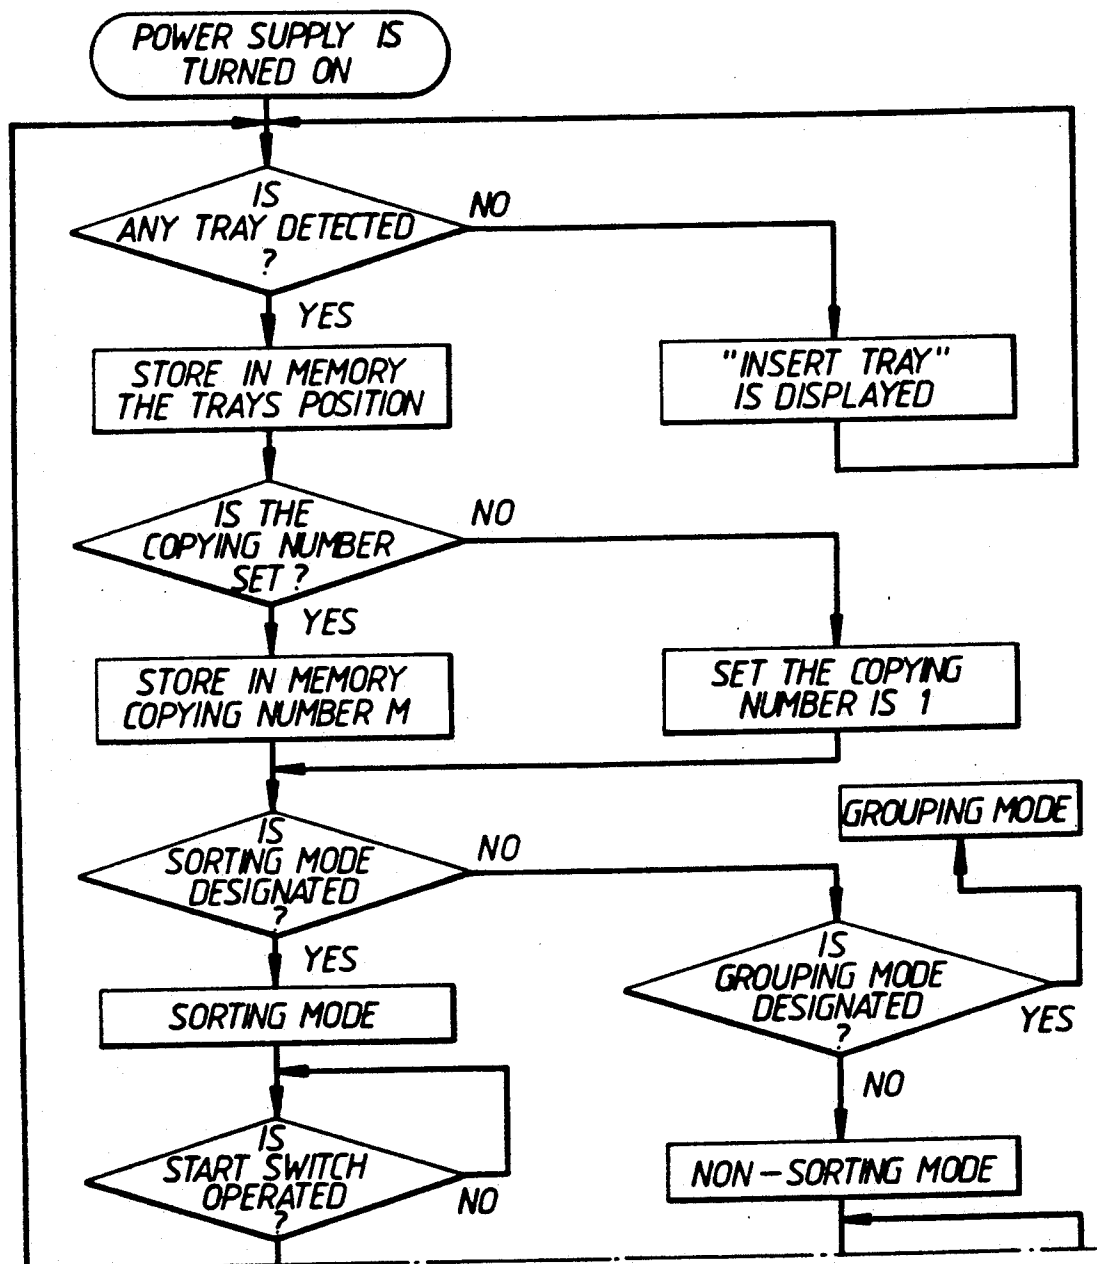 POWER SUPPLY IS
TURNED ON
IS
ANY TRAY DETECTED
?
NO
YES
STORE IN MEMORY
THE TRAYS POSITION
"INSERT TRAY"
IS DISPLAYED
IS THE
COPYING NUMBER
SET ?
NO
YES
STORE IN MEMORY
COPYING NUMBER M
SET THE COPYING
NUMBER IS 1
IS
SORTING MODE
DESIGNATED
?
NO
GROUPING MODE
YES
SORTING MODE
IS
GROUPING MODE
DESIGNATED
?
YES
NO
IS
START SWITCH
OPERATED
?
NO
NON-SORTING MODE